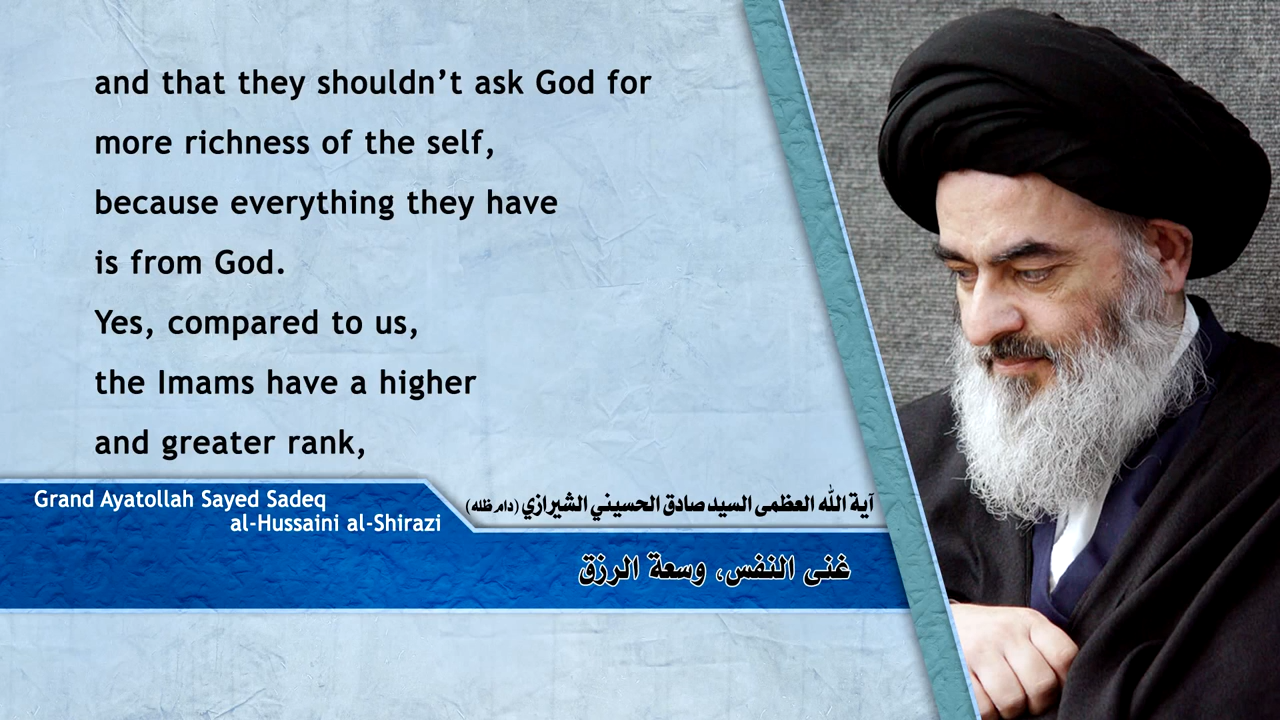 and that they shouldn’t ask God for
more richness of the self,
because everything they have
is from God.
Yes, compared to us,
the Imams have a higher
and greater rank,
Grand Ayatollah Sayed Sadeq
al-Hussaini al-Shirazi
آية الله العظمى السيد صادق الحسيني الشيرازي (دام ظله)
غنى النفس، وسعة الرزق